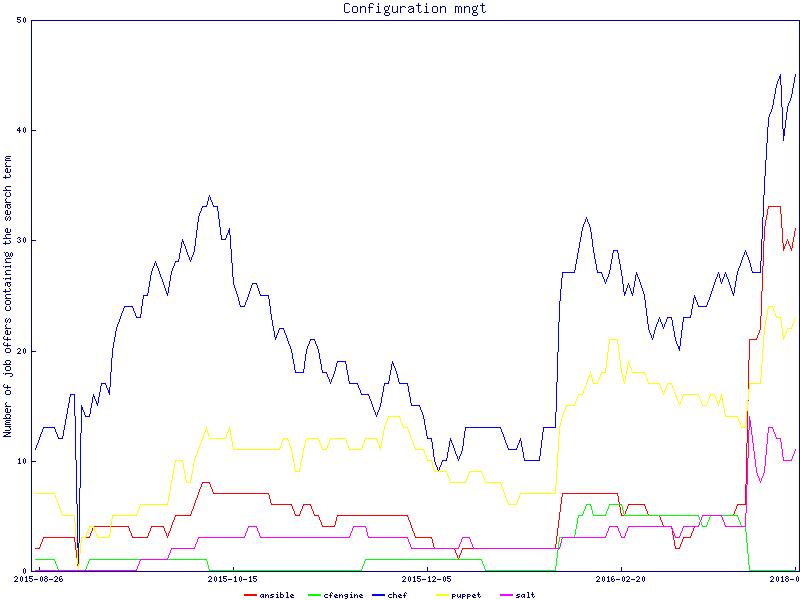 Configuration mngt
Number of job offers containing the search term
50
40
30
20
10
0
2015-08-26 2015-10-15 2015-12-05 2016-02-20 2018-0
ansible cfengine chef puppet salt